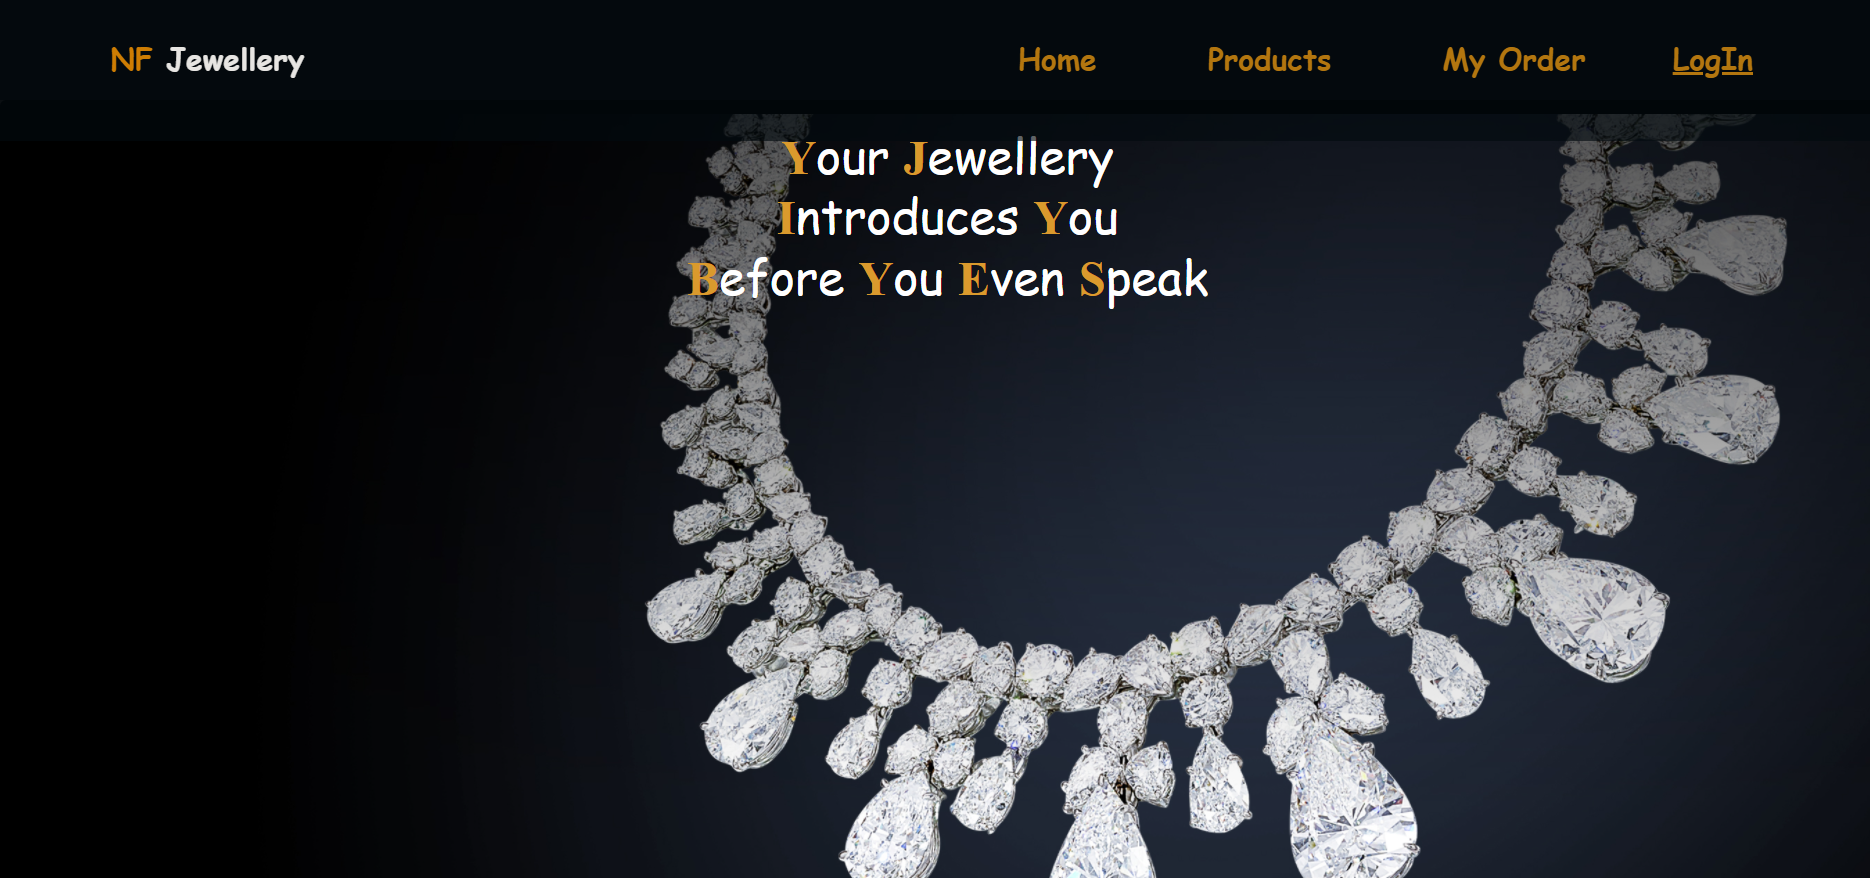 NF Jewellery
Home
Products
My Order
LogIn
Your Jewellery
Introduces You
Before You Even Speak